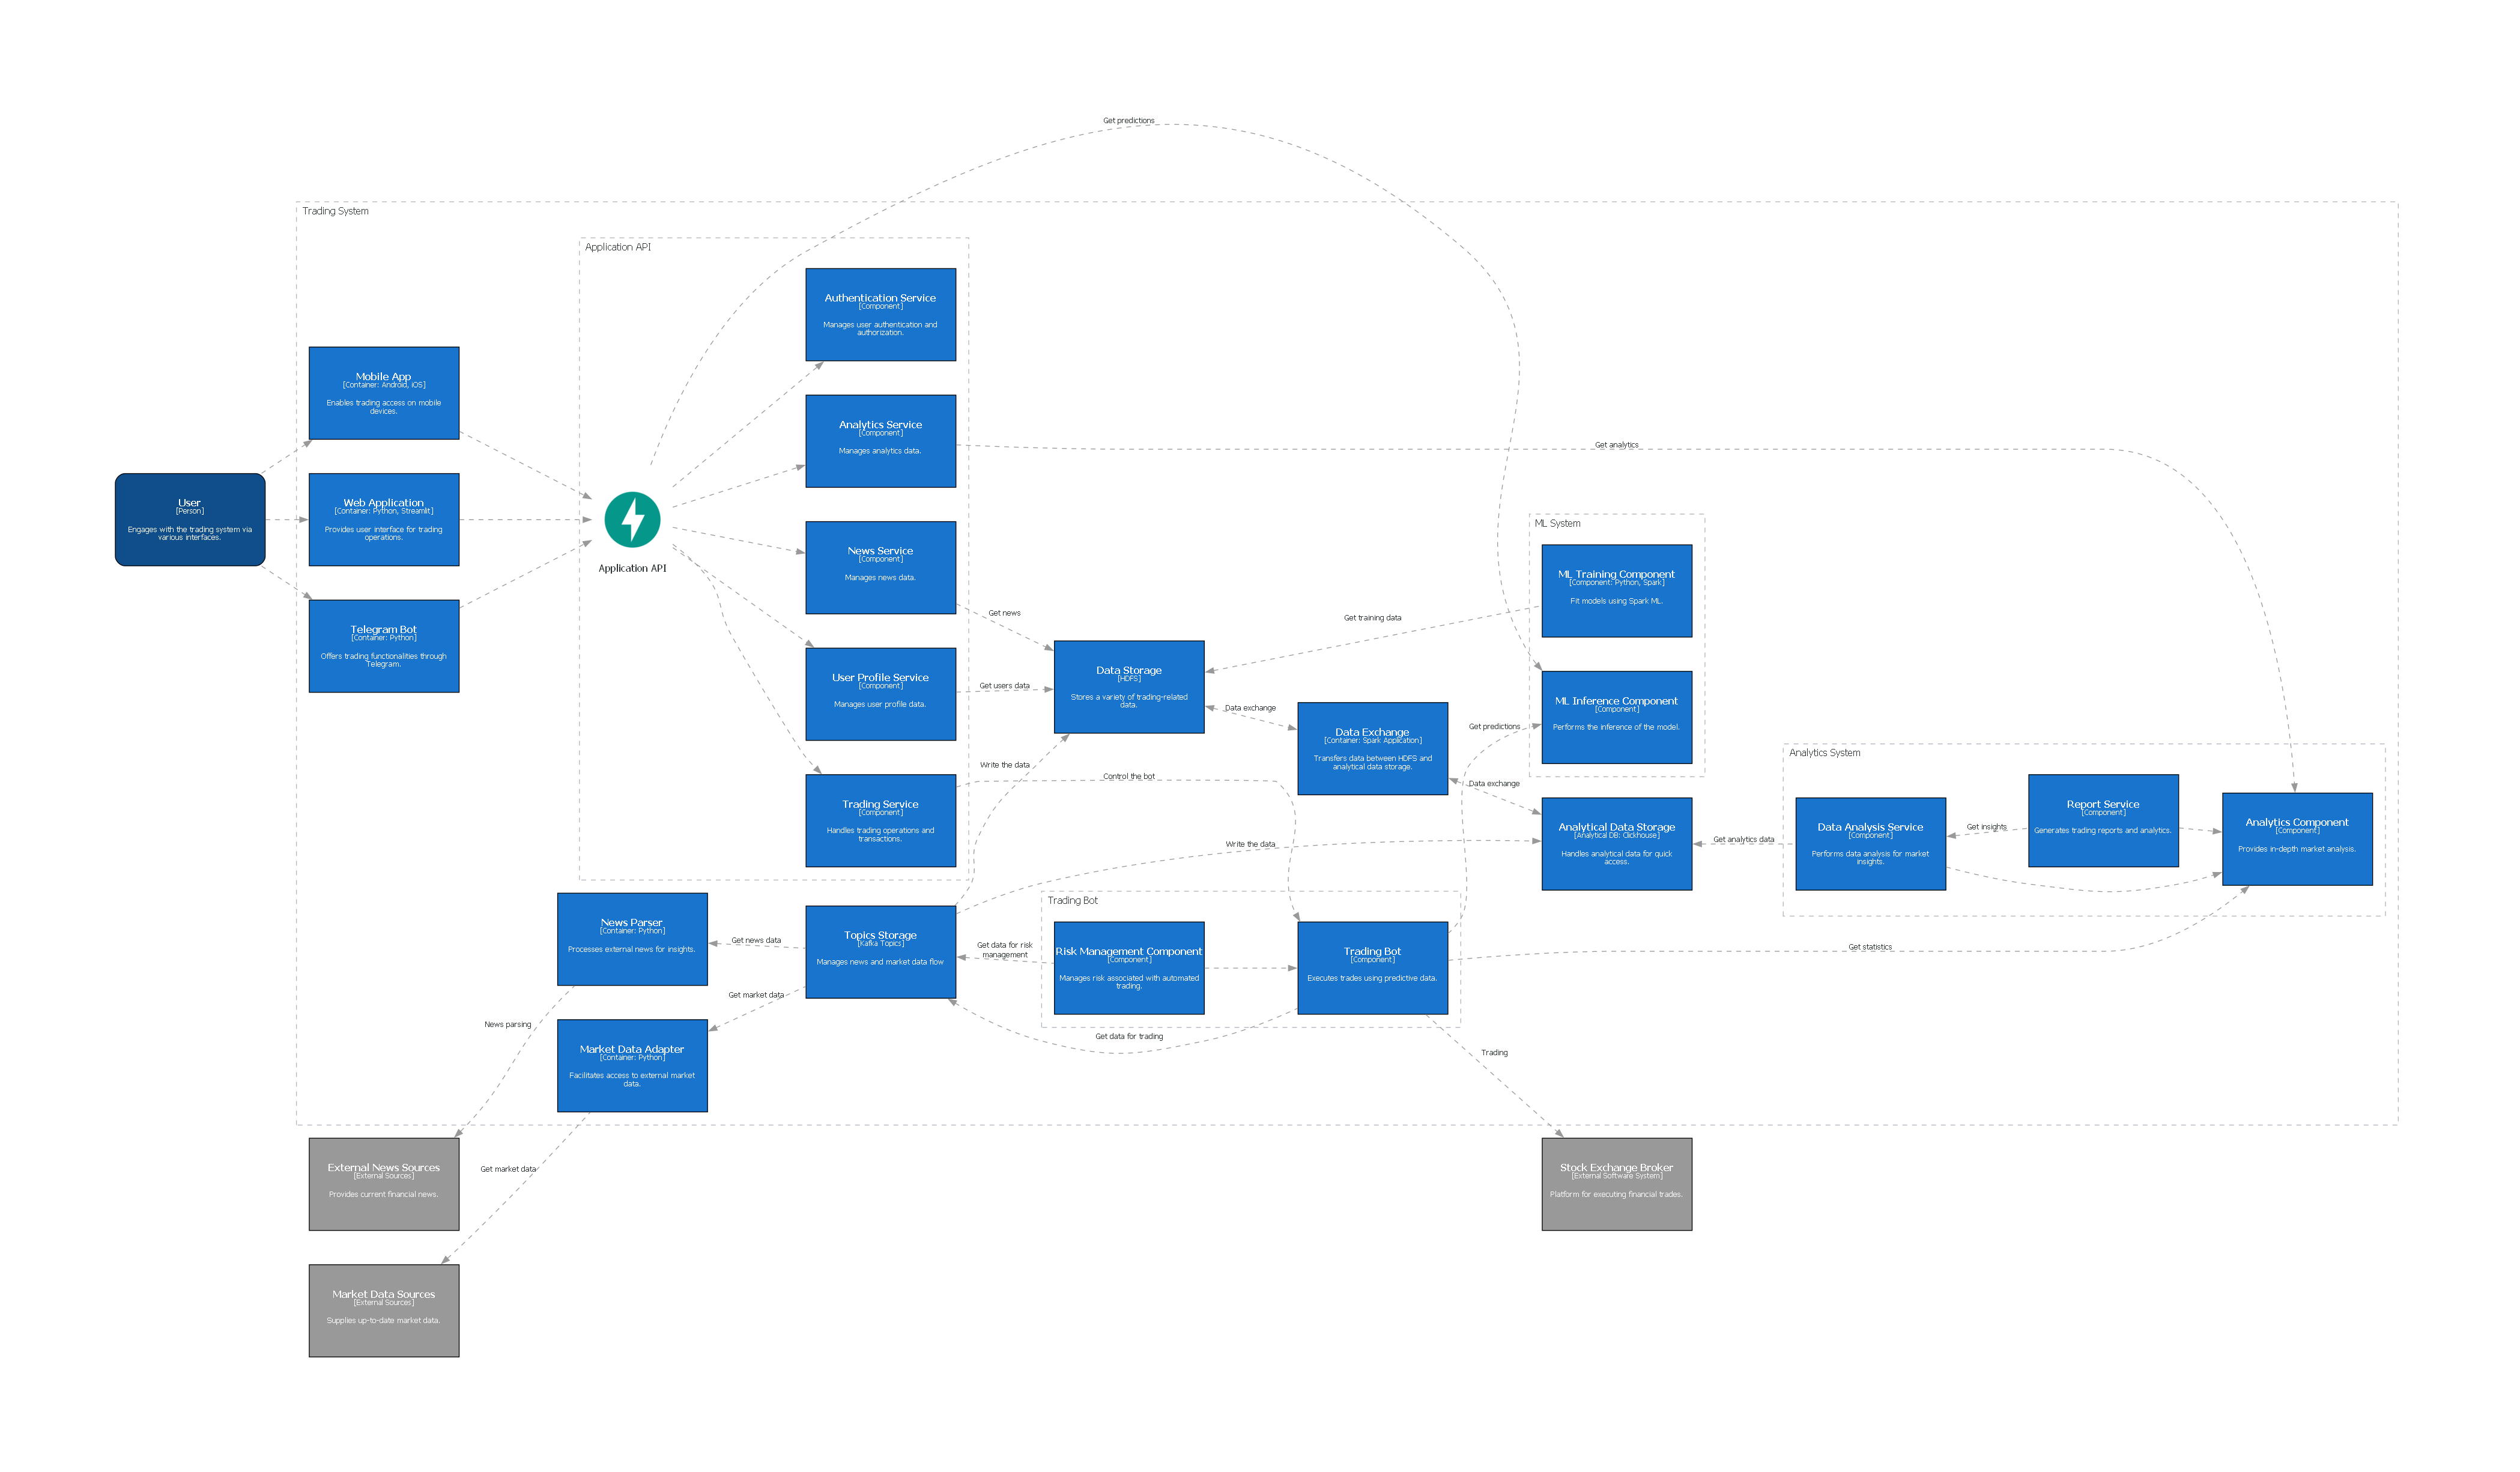 Get predictions
Trading System
Application API
Authentication Service
[Component]
Manages user authentication and
authorization.
Mobile App
[Container: Android, iOS]
Enables trading access on mobile
devices.
Analytics Service
[Component]
Manages analytics data.
Get analytics
User
[Person]
Engages with the trading system via
various interfaces.
Web Application
[Container: Python, Streamlit]
Provides user interface for trading
operations.
Application API
News Service
[Component]
Manages news data.
ML System
ML Training Component
[Component: Python, Spark]
Fit models using Spark ML.
Telegram Bot
[Container: Python]
Offers trading functionalities through
Telegram.
Get news
Get training data
User Profile Service
[Component]
Manages user profile data.
Get users data
Data Storage
[HDFS]
Stores a variety of trading-related
data.
Data exchange
Data Exchange
[Container: Spark Application]
Transfers data between HDFS and
analytical data storage.
Get predictions
ML Inference Component
[Component]
Performs the inference of the model.
Write the data
Control the bot
Data exchange
Analytics System
Trading Service
[Component]
Handles trading operations and
transactions.
Write the data
Analytical Data Storage
[Analytical DB: Clickhouse]
Handles analytical data for quick
access.
Get analytics data
Data Analysis Service
[Component]
Performs data analysis for market
insights.
Get insights
Report Service
[Component]
Generates trading reports and analytics.
Analytics Component
[Component]
Provides in-depth market analysis.
News Parser
[Container: Python]
Processes external news for insights.
Get news data
Topics Storage
[Kafka Topics]
Manages news and market data flow
Trading Bot
Get data for risk
management
Risk Management Component
[Component]
Manages risk associated with automated
trading.
Trading Bot
[Component]
Executes trades using predictive data.
Get statistics
Get market data
News parsing
Market Data Adapter
[Container: Python]
Facilitates access to external market
data.
Get data for trading
Trading
External News Sources
[External Sources]
Provides current financial news.
Get market data
Stock Exchange Broker
[External Software System]
Platform for executing financial trades.
Market Data Sources
[External Sources]
Supplies up-to-date market data.